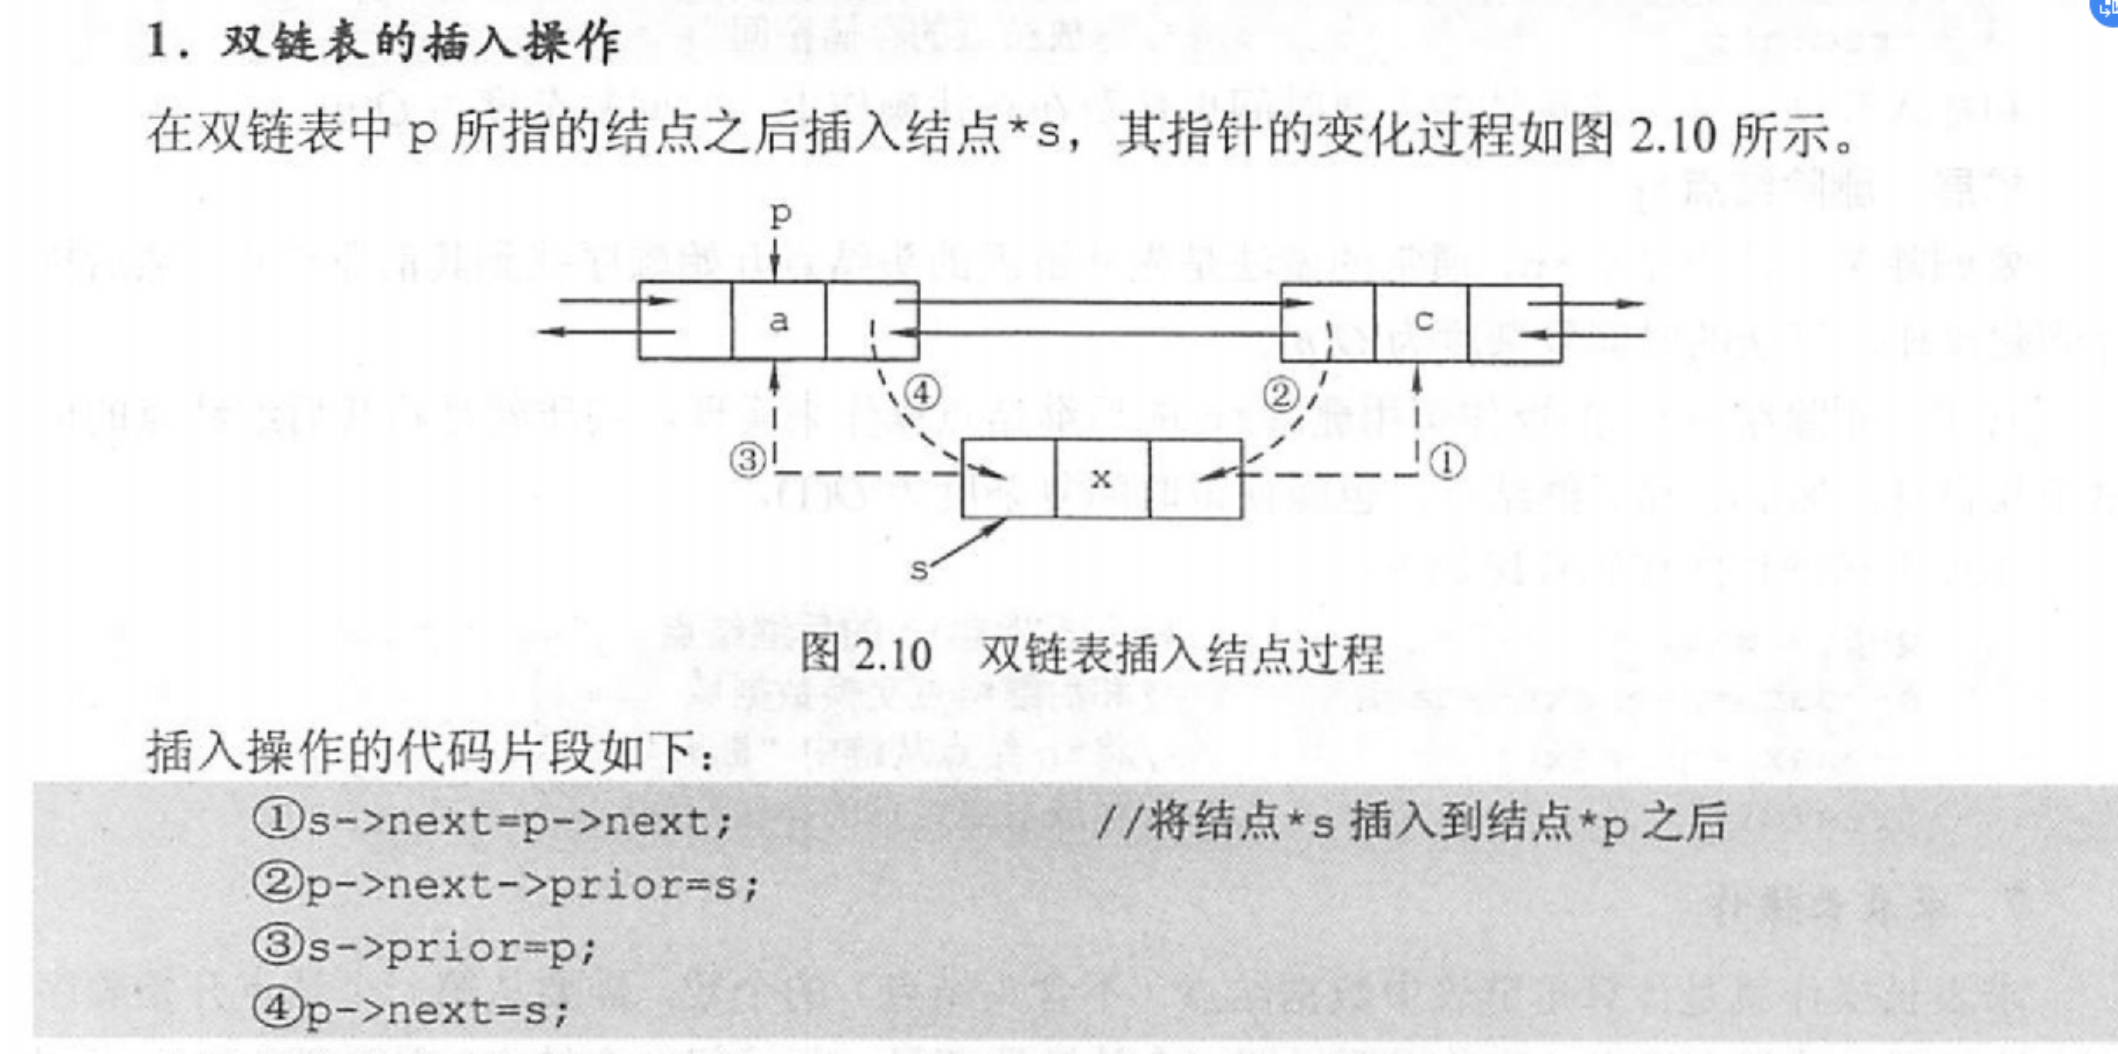 1. 双链表的插入操作
在双链表中 p 所指的结点之后插入结点*s，其指针的变化过程如图 2.10 所示。
p
a
c
④
②
③
x
①
s
图 2.10 双链表插入结点过程
插入操作的代码片段如下：
①s->next=p->next; //将结点*s 插入到结点*p 之后
②p->next->prior=s;
③s->prior=p;
④p->next=s;